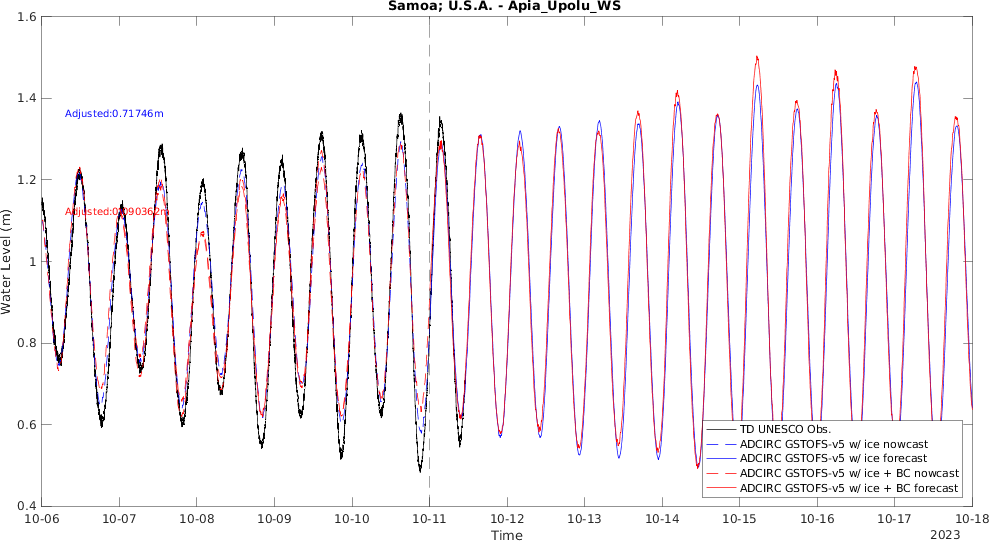 Samoa; U.S.A. - Apia_Upolu_WS
1.6
1.4
1.2
1
0.8
0.6
0.4
Water Level (m)
Adjusted:0.71746m
Adjusted:0.090362m
TD UNESCO Obs.
ADCIRC GSTOFS-v5 w/ ice nowcast
ADCIRC GSTOFS-v5 w/ ice forecast
ADCIRC GSTOFS-v5 w/ ice + BC nowcast
ADCIRC GSTOFS-v5 w/ ice + BC forecast
10-06 10-07 10-08 10-09 10-10 10-11 10-12 10-13 10-14 10-15 10-16 10-17 10-18
Time
2023